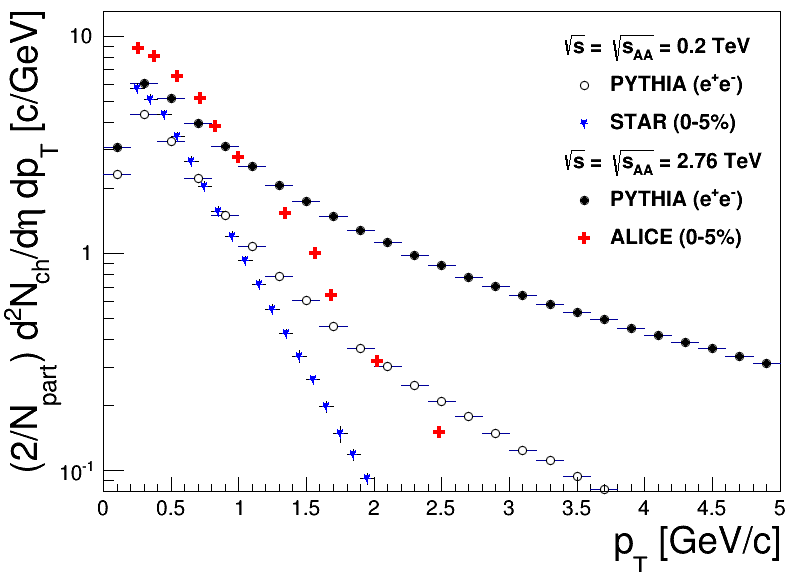 (2/N_part) d²N_ch/dη dp_T [c/GeV]
10
1
10⁻¹
√s = √s_AA = 0.2 TeV
PYTHIA (e⁺e⁻)
STAR (0-5%)
√s = √s_AA = 2.76 TeV
PYTHIA (e⁺e⁻)
ALICE (0-5%)
0 0.5 1 1.5 2 2.5 3 3.5 4 4.5 5
p_T [GeV/c]